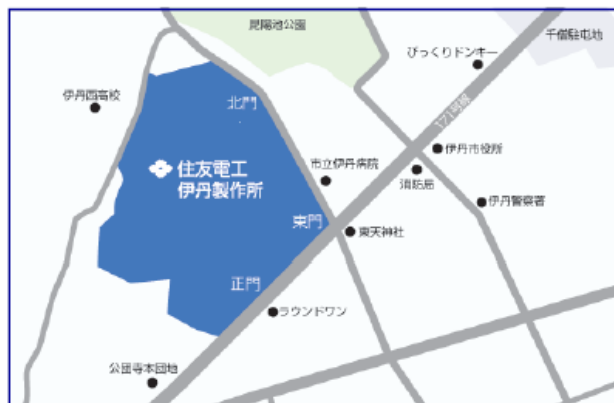 昆陽池公園
千僧駐屯地
びっくりドンキー
伊丹西高校
北門
171号線
住友電工
伊丹製作所
市立伊丹病院
伊丹市役所
消防局
伊丹警察署
東門
東天神社
正門
ラウンドワン
公団寺本団地